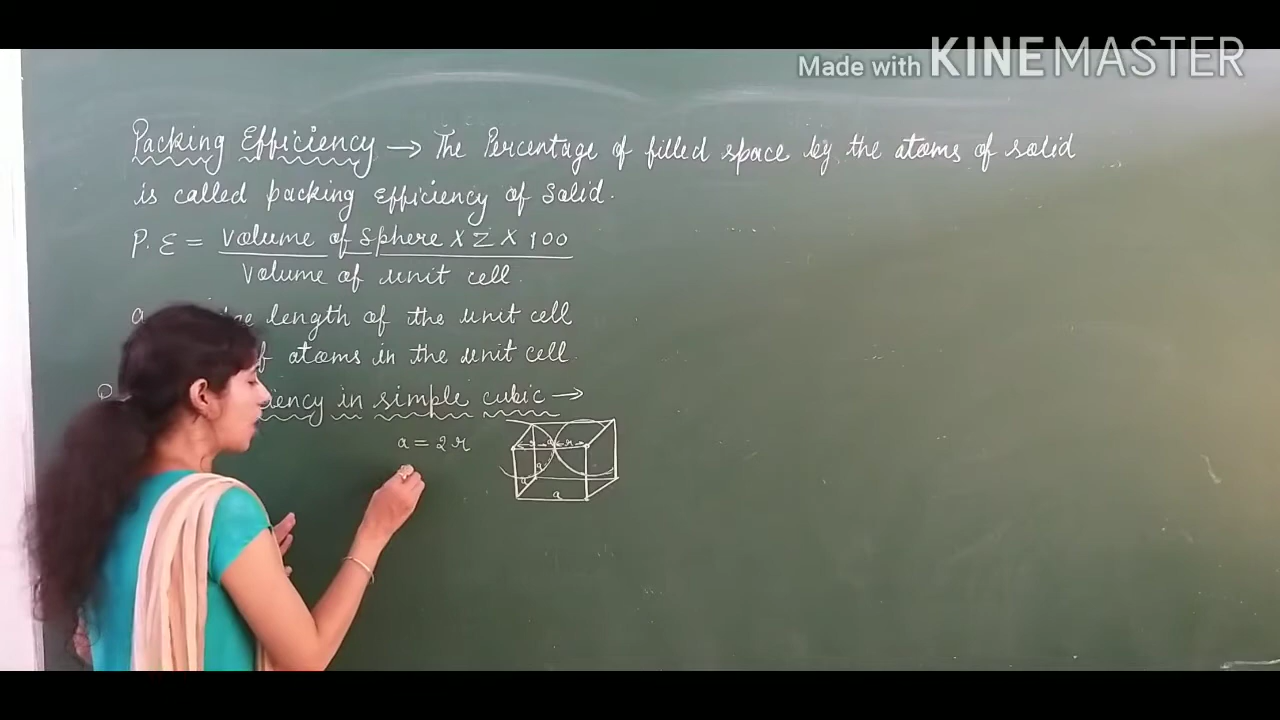 Made with KINEMASTER
Packing Efficiency → The Percentage of filled space by the atoms of solid
is called packing Efficiency of Solid.
P.E = Volume of Sphere X Z X 100
Volume of unit cell.
a length of the unit cell
atoms in the unit cell.
in simple cubic →
a = 2r
a